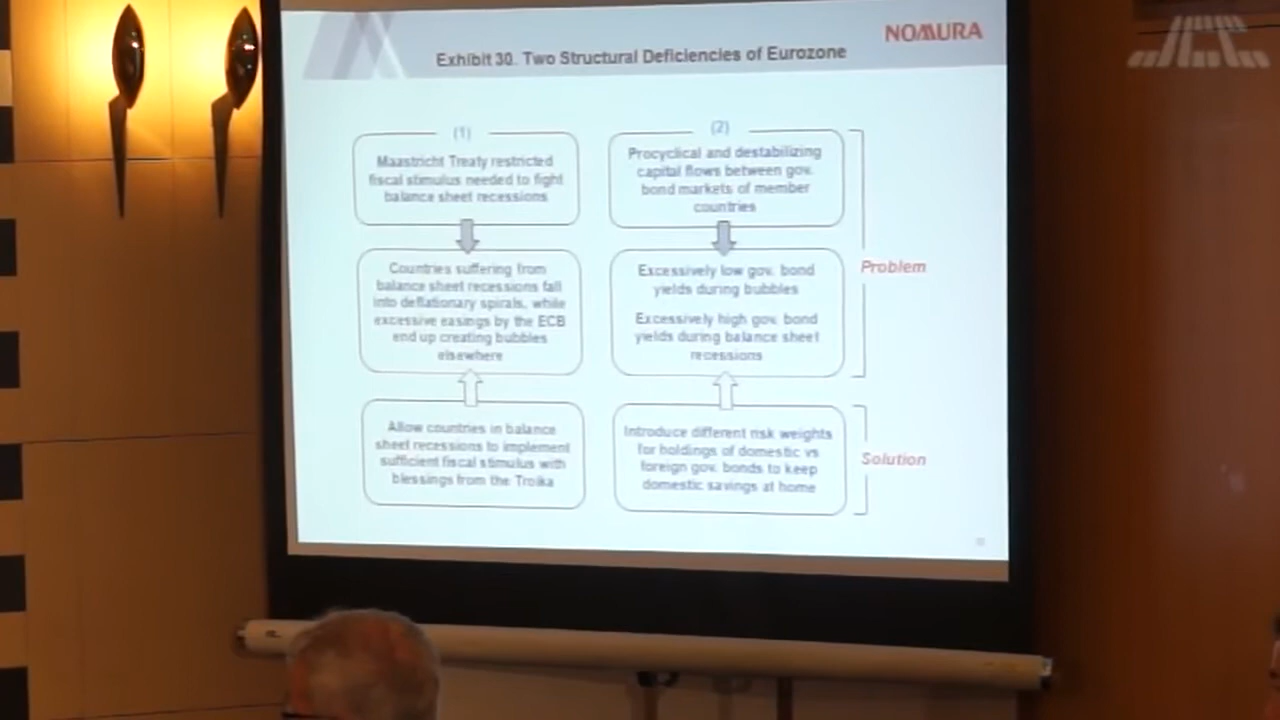 NOMURA
Exhibit 30. Two Structural Deficiencies of Eurozone
(1)
Maastricht Treaty restricted
fiscal stimulus needed to fight
balance sheet recessions
Countries suffering from
balance sheet recessions fall
into deflationary spirals, while
excessive easings by the ECB
end up creating bubbles
elsewhere
Allow countries in balance
sheet recessions to implement
sufficient fiscal stimulus with
blessings from the Troika
(2)
Procyclical and destabilizing
capital flows between gov.
bond markets of member
countries
Excessively low gov. bond
yields during bubbles
Excessively high gov. bond
yields during balance sheet
recessions
Introduce different risk weights
for holdings of domestic vs
foreign gov. bonds to keep
domestic savings at home
Problem
Solution